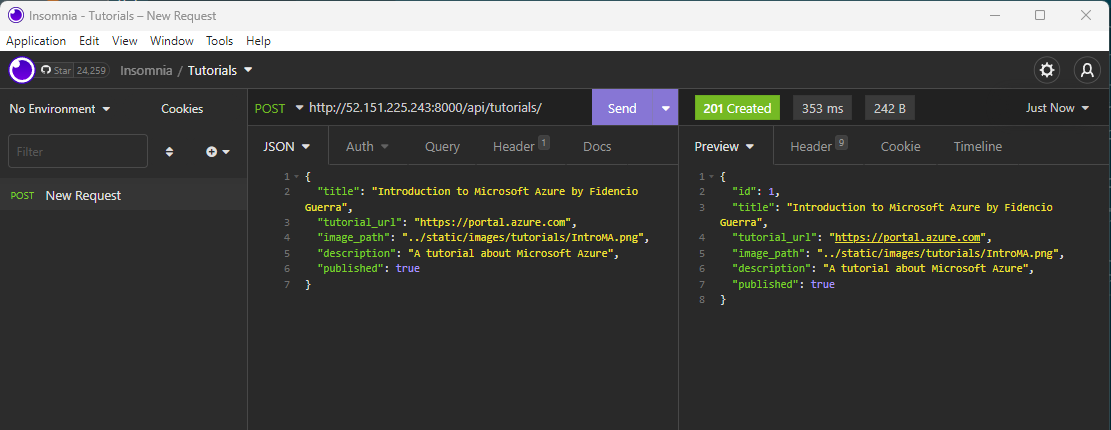 Insomnia - Tutorials – New Request
Application Edit View Window Tools Help
Star 24,259 Insomnia / Tutorials
No Environment Cookies
Filter
POST New Request
POST http://52.151.225.243:8000/api/tutorials/ Send
JSON Auth Query Header 1 Docs
1 {
2 "title": "Introduction to Microsoft Azure by Fidencio
Guerra",
3 "tutorial_url": "https://portal.azure.com",
4 "image_path": "../static/images/tutorials/IntroMA.png",
5 "description": "A tutorial about Microsoft Azure",
6 "published": true
7 }
201 Created 353 ms 242 B Just Now
Preview Header 9 Cookie Timeline
1 {
2 "id": 1,
3 "title": "Introduction to Microsoft Azure by Fidencio
Guerra",
4 "tutorial_url": "https://portal.azure.com",
5 "image_path": "../static/images/tutorials/IntroMA.png",
6 "description": "A tutorial about Microsoft Azure",
7 "published": true
8 }